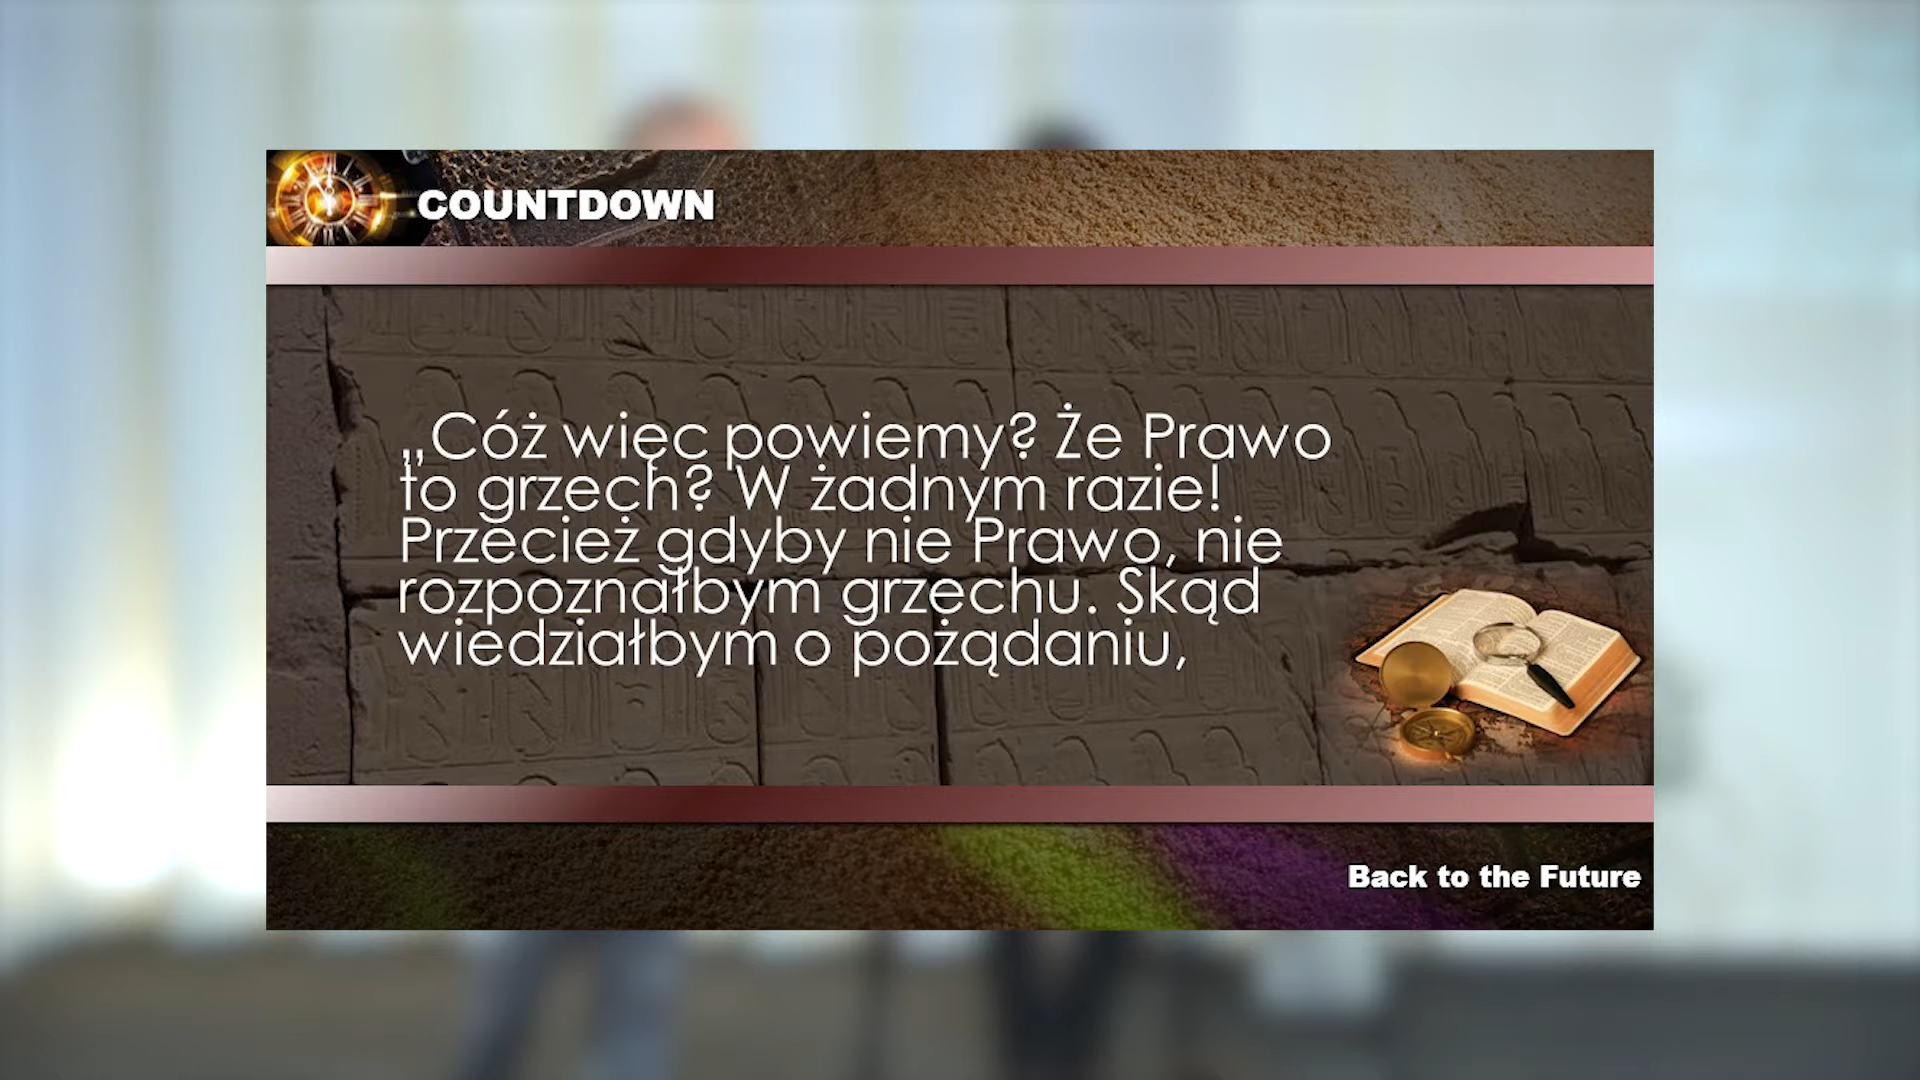 COUNTDOWN
„Cóż więc powiemy? Że Prawo
to grzech? W żadnym razie!
Przecież gdyby nie Prawo, nie
rozpoznałbym grzechu. Skąd
wiedziałbym o pożądaniu,
Back to the Future